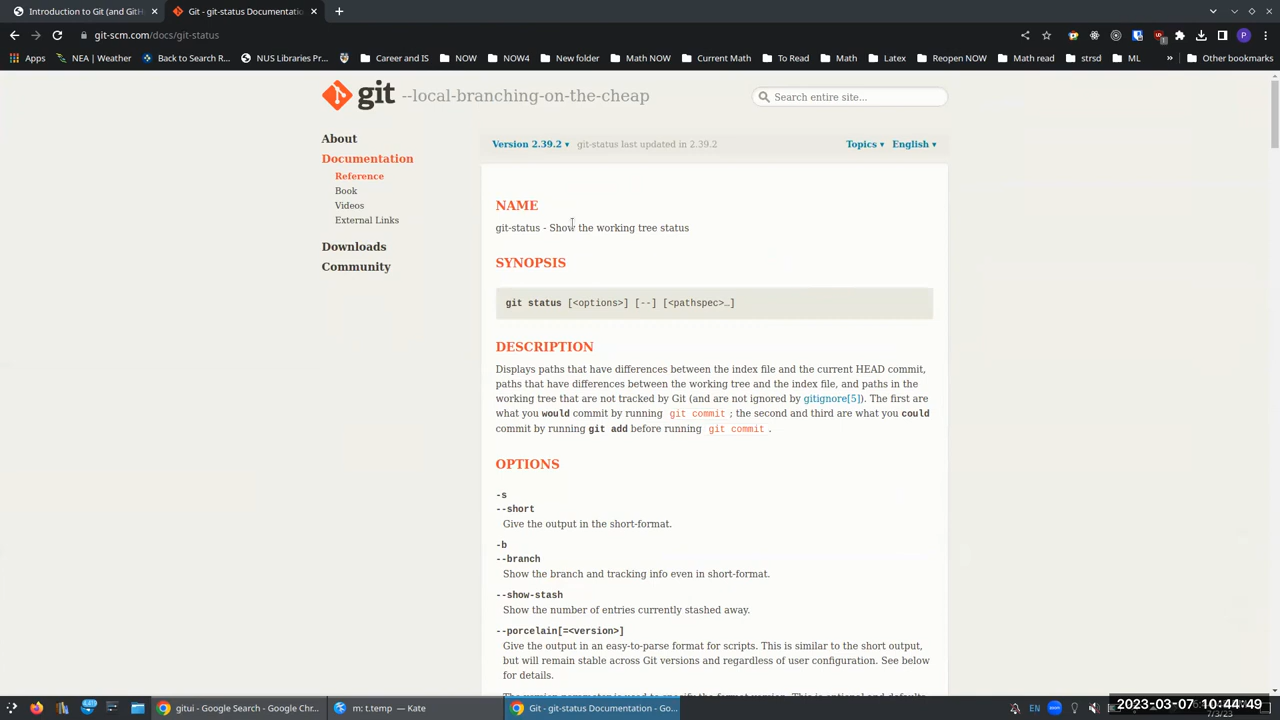 Introduction to Git (and GitH
Git - git-status Documentation
git-scm.com/docs/git-status
Apps
NEA | Weather
Back to Search R...
NUS Libraries Pr...
Career and IS
NOW
NOW4
New folder
Math NOW
Current Math
To Read
Math
Latex
Reopen NOW
Math read
strsd
ML
»
Other bookmarks
git --local-branching-on-the-cheap
Search entire site...
About
Documentation
Reference
Book
Videos
External Links
Downloads
Community
Version 2.39.2 ▾ git-status last updated in 2.39.2
Topics ▾ English ▾
NAME
git-status - Show the working tree status
SYNOPSIS
git status [<options>] [--] [<pathspec>…]
DESCRIPTION
Displays paths that have differences between the index file and the current HEAD commit,
paths that have differences between the working tree and the index file, and paths in the
working tree that are not tracked by Git (and are not ignored by gitignore[5]). The first are
what you would commit by running git commit; the second and third are what you could
commit by running git add before running git commit.
OPTIONS
-s
--short
Give the output in the short-format.
-b
--branch
Show the branch and tracking info even in short-format.
--show-stash
Show the number of entries currently stashed away.
--porcelain[=<version>]
Give the output in an easy-to-parse format for scripts. This is similar to the short output,
but will remain stable across Git versions and regardless of user configuration. See below
for details.
gitui - Google Search - Google Chr...
m: t.temp — Kate
Git - git-status Documentation - Go...
EN
2023-03-07 10:44:49
7/3/23